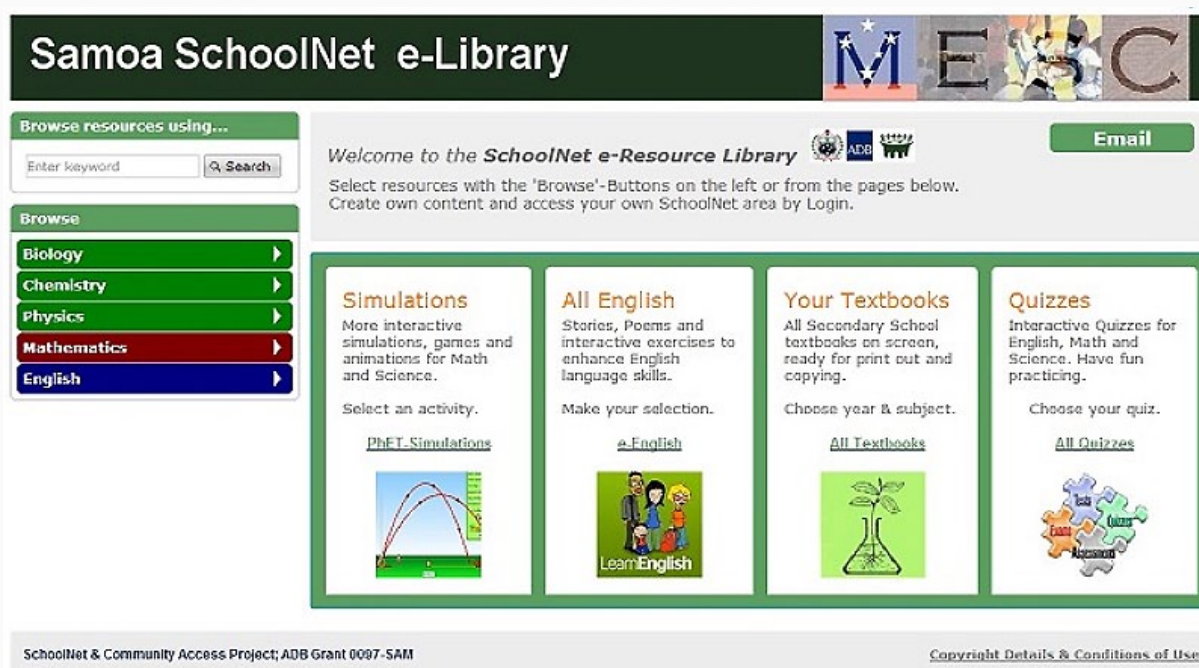 Samoa SchoolNet e-Library
M E S C
Browse resources using...
Enter keyword
Search
Browse
Biology
Chemistry
Physics
Mathematics
English
Welcome to the SchoolNet e-Resource Library
ADB
Email
Select resources with the 'Browse'-Buttons on the left or from the pages below.
Create own content and access your own SchoolNet area by Login.
Simulations
More interactive
simulations, games and
animations for Math
and Science.
Select an activity.
PhET-Simulations
All English
Stories, Poems and
interactive exercises to
enhance English
language skills.
Make your selection.
e-English
LearnEnglish
Your Textbooks
All Secondary School
textbooks on screen,
ready for print out and
copying.
Choose year & subject.
All Textbooks
Quizzes
Interactive Quizzes for
English, Math and
Science. Have fun
practicing.
Choose your quiz.
All Quizzes
Tests
Exams
Quizzes
Assessment
SchoolNet & Community Access Project; ADB Grant 0097-SAM
Copyright Details & Conditions of Use